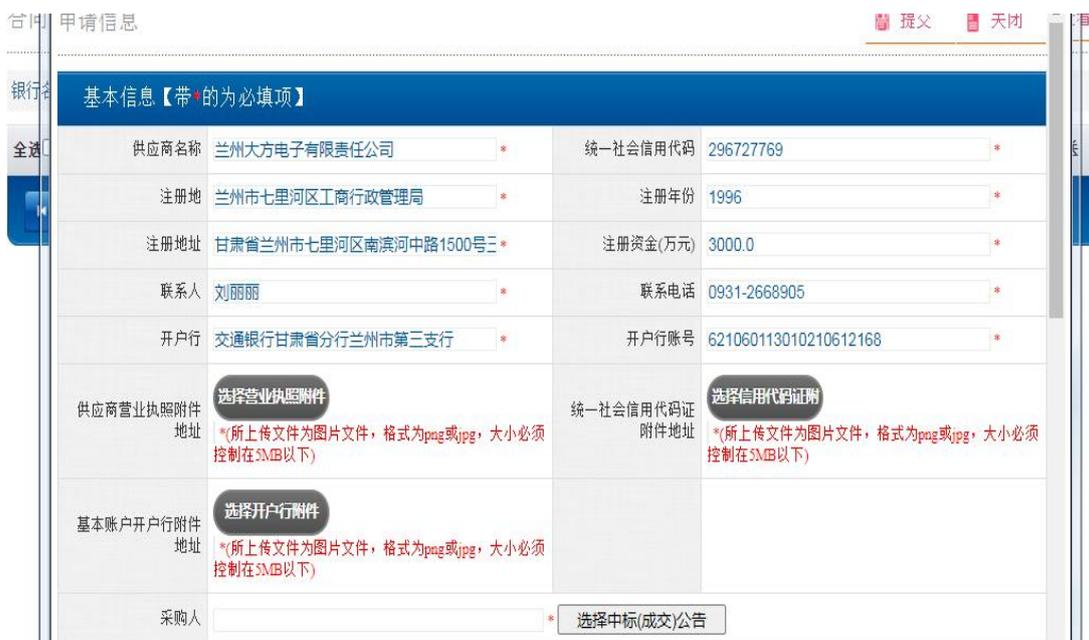 合同
申请信息
提交
关闭
银行名
基本信息【带*的为必填项】
全选
供应商名称 兰州大方电子有限责任公司 * 统一社会信用代码 296727769 *
注册地 兰州市七里河区工商行政管理局 * 注册年份 1996 *
注册地址 甘肃省兰州市七里河区南滨河中路1500号三 * 注册资金(万元) 3000.0 *
联系人 刘丽丽 * 联系电话 0931-2668905 *
开户行 交通银行甘肃省分行兰州市第三支行 * 开户行账号 621060113010210612168 *
供应商营业执照附件
地址
选择营业执照附件
*(所上传文件为图片文件，格式为png或jpg，大小必须
控制在5MB以下)
统一社会信用代码证
附件地址
选择信用代码证附
*(所上传文件为图片文件，格式为png或jpg，大小必须
控制在5MB以下)
基本账户开户行附件
地址
选择开户行附件
*(所上传文件为图片文件，格式为png或jpg，大小必须
控制在5MB以下)
采购人 * 选择中标(成交)公告